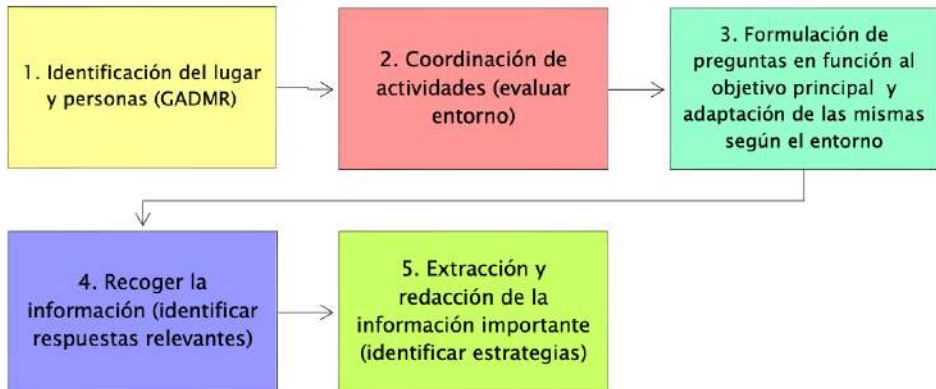 1. Identificación del lugar
y personas (GADMR)
2. Coordinación de
actividades (evaluar
entorno)
3. Formulación de
preguntas en función al
objetivo principal y
adaptación de las mismas
según el entorno
4. Recoger la
información (identificar
respuestas relevantes)
5. Extracción y
redacción de la
información importante
(identificar estrategias)